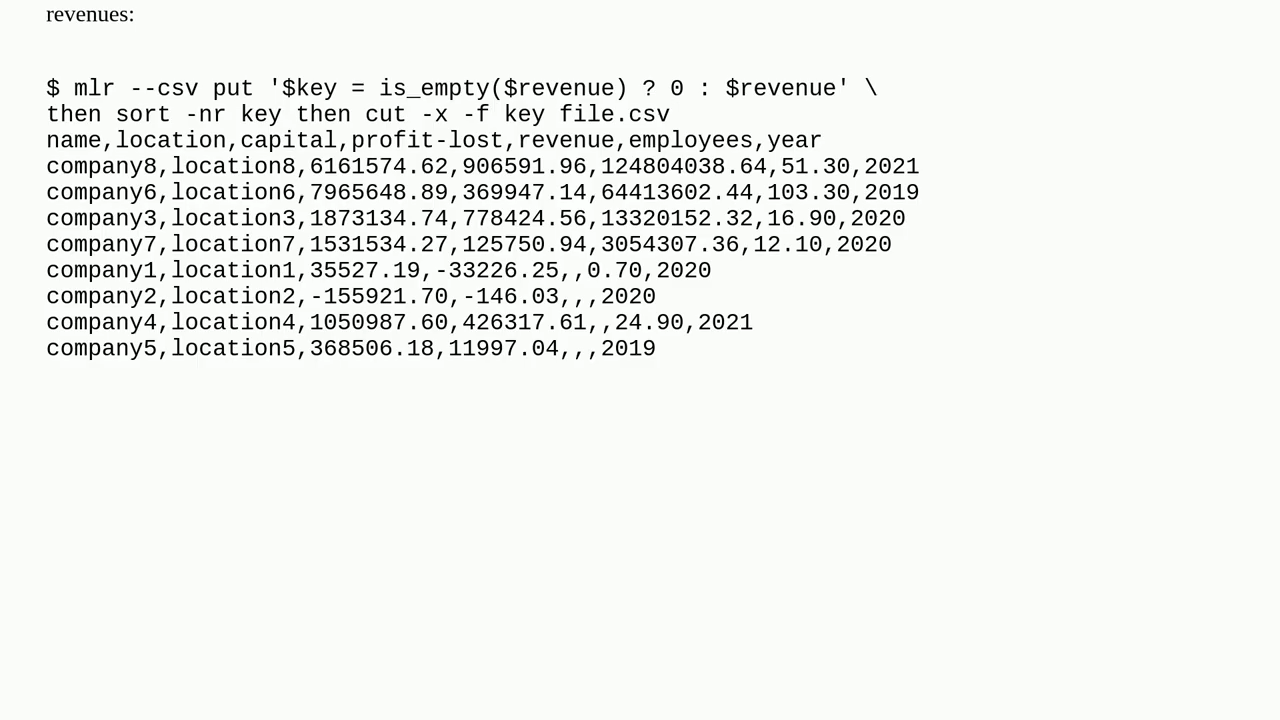 revenues:
$ mlr --csv put '$key = is_empty($revenue) ? 0 : $revenue' \
then sort -nr key then cut -x -f key file.csv
name,location,capital,profit-lost,revenue,employees,year
company8,location8,6161574.62,906591.96,124804038.64,51.30,2021
company6,location6,7965648.89,369947.14,64413602.44,103.30,2019
company3,location3,1873134.74,778424.56,13320152.32,16.90,2020
company7,location7,1531534.27,125750.94,3054307.36,12.10,2020
company1,location1,35527.19,-33226.25,,0.70,2020
company2,location2,-155921.70,-146.03,,,2020
company4,location4,1050987.60,426317.61,,24.90,2021
company5,location5,368506.18,11997.04,,,2019